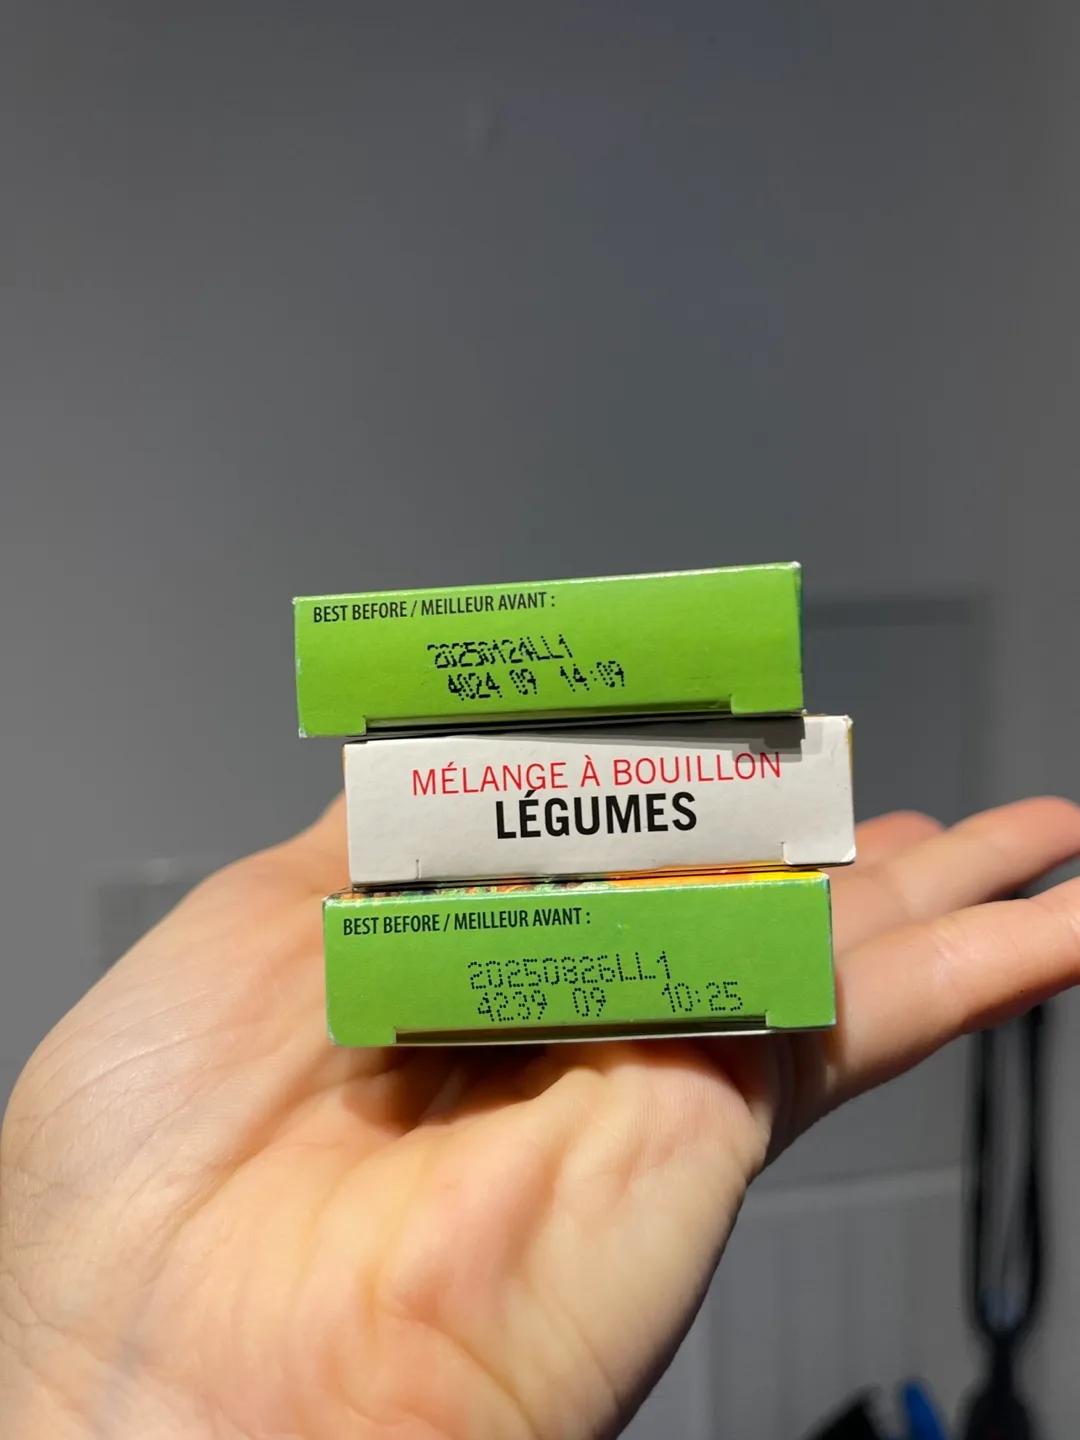 BEST BEFORE / MEILLEUR AVANT :
20250124LL1
4024 09 14:09
MÉLANGE À BOUILLON
LÉGUMES
BEST BEFORE / MEILLEUR AVANT :
20250826LL1
4239 09 10:25